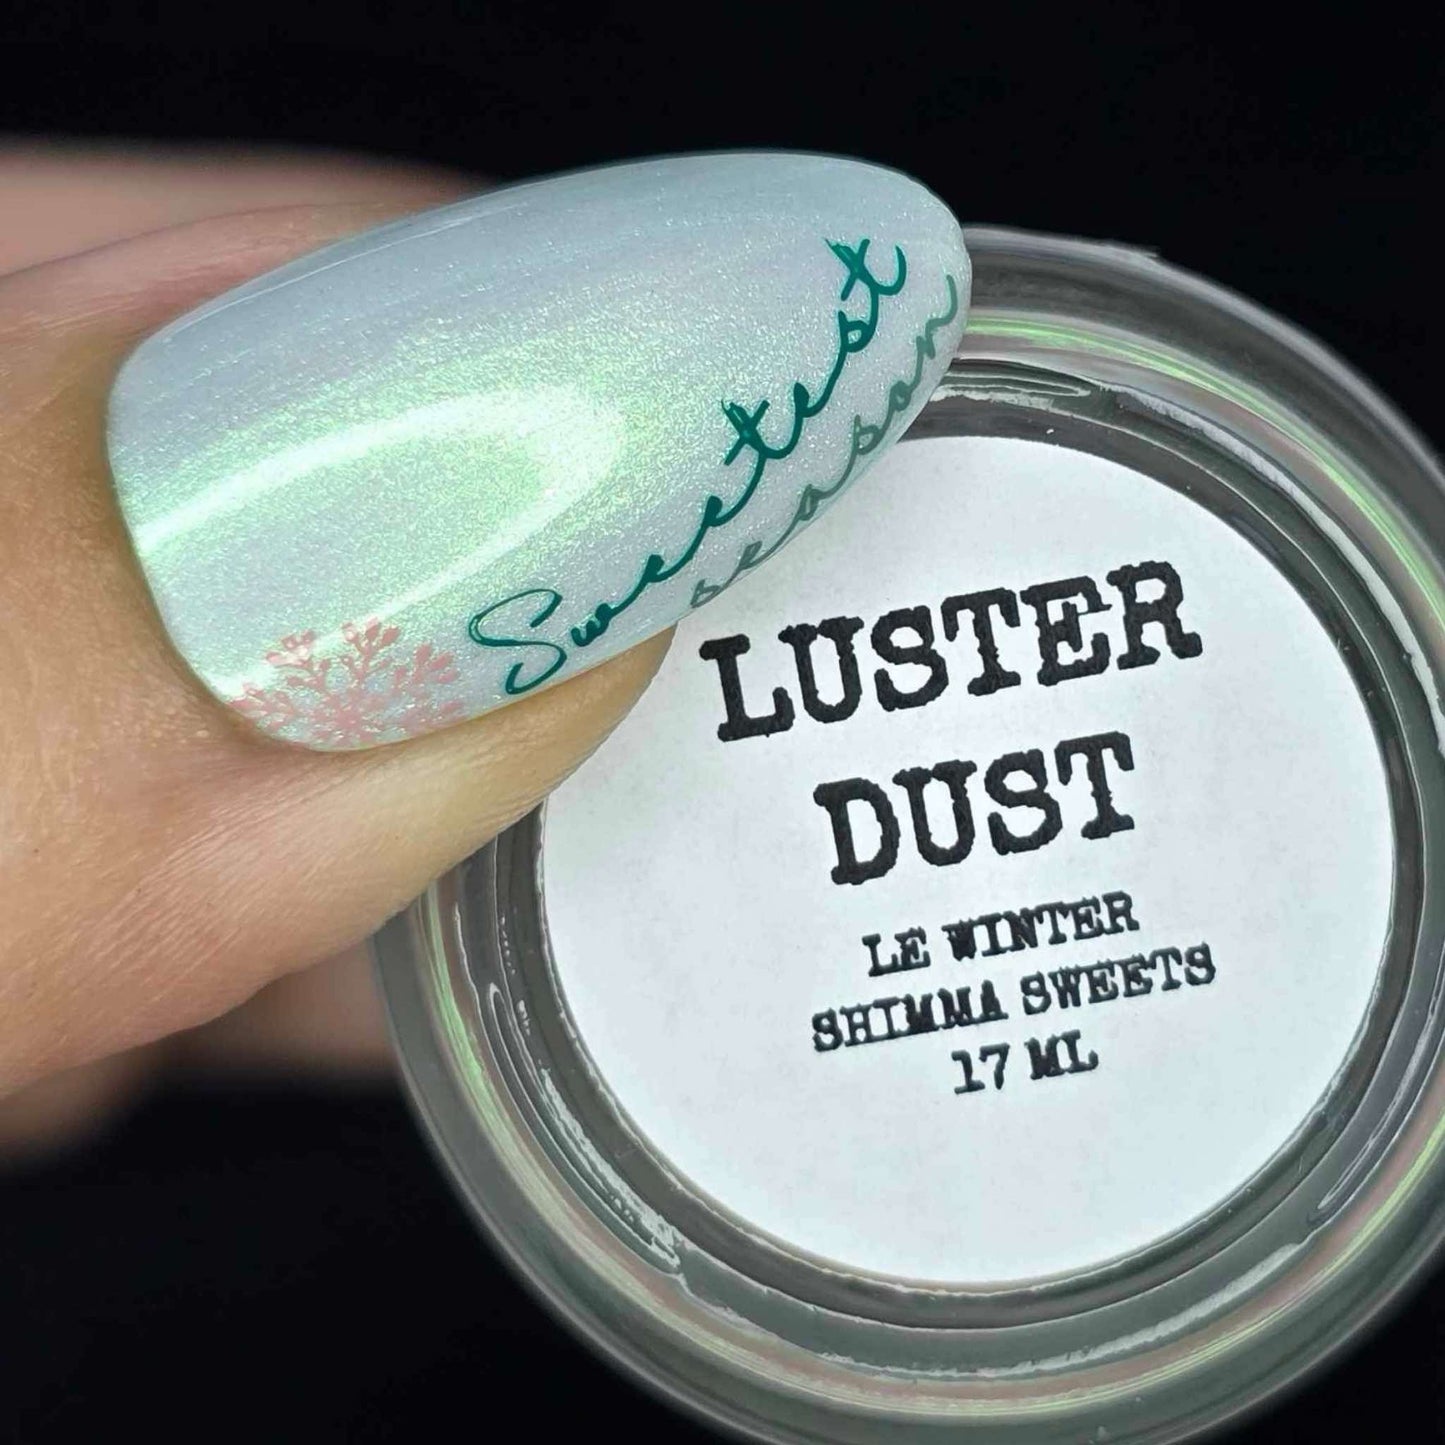 Sweetest
season
LUSTER
DUST
LE WINTER
SHIMMA SWEETS
17 ML